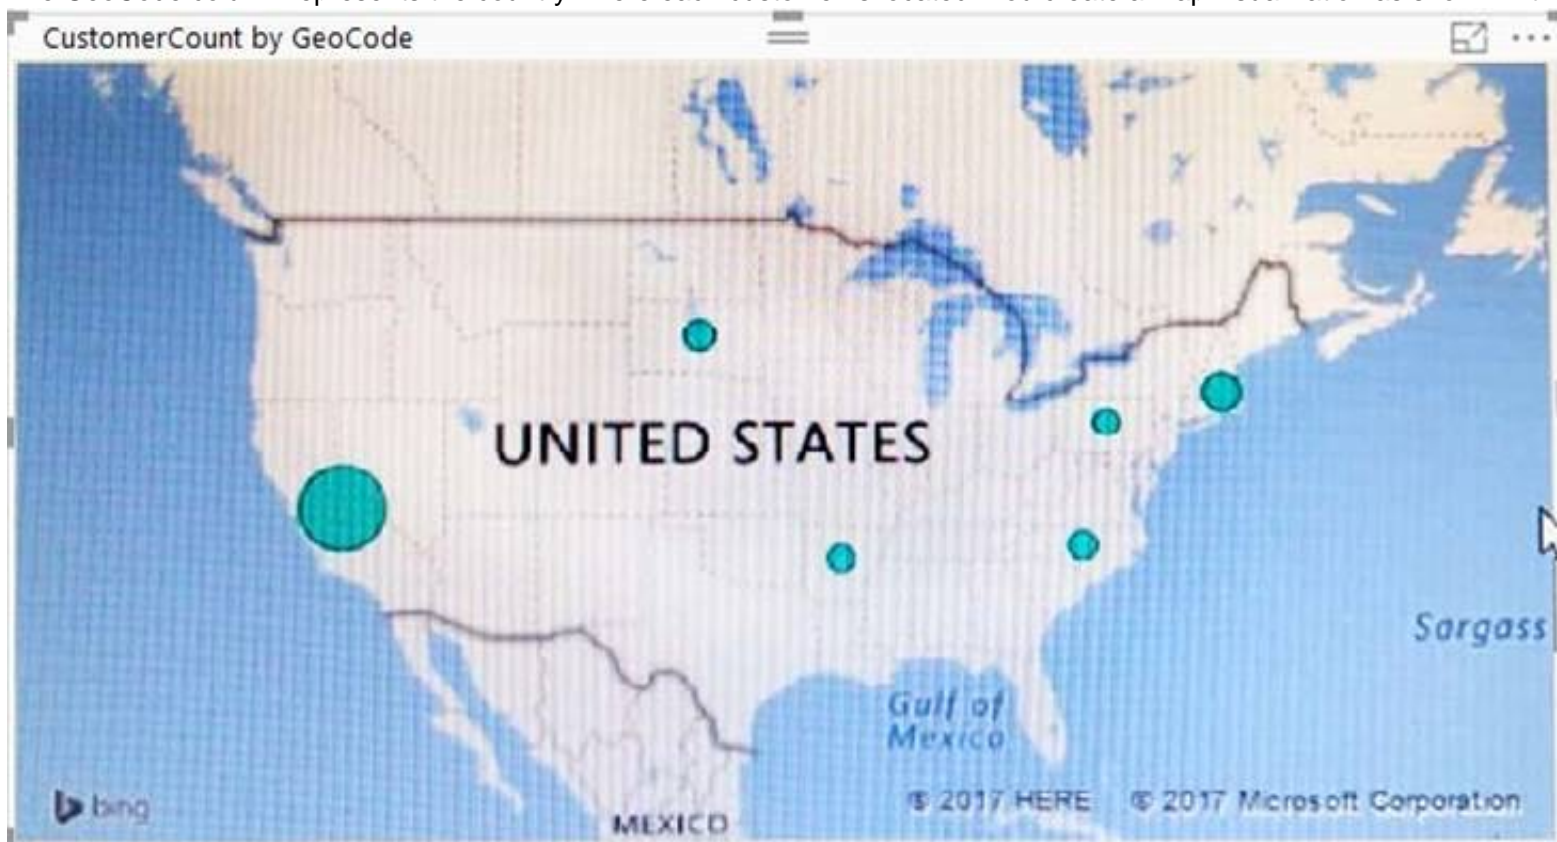 CustomerCount by GeoCode
UNITED STATES
Sargass
Gulf of
Mexico
bing
© 2017 HERE © 2017 Microsoft Corporation
MEXICO